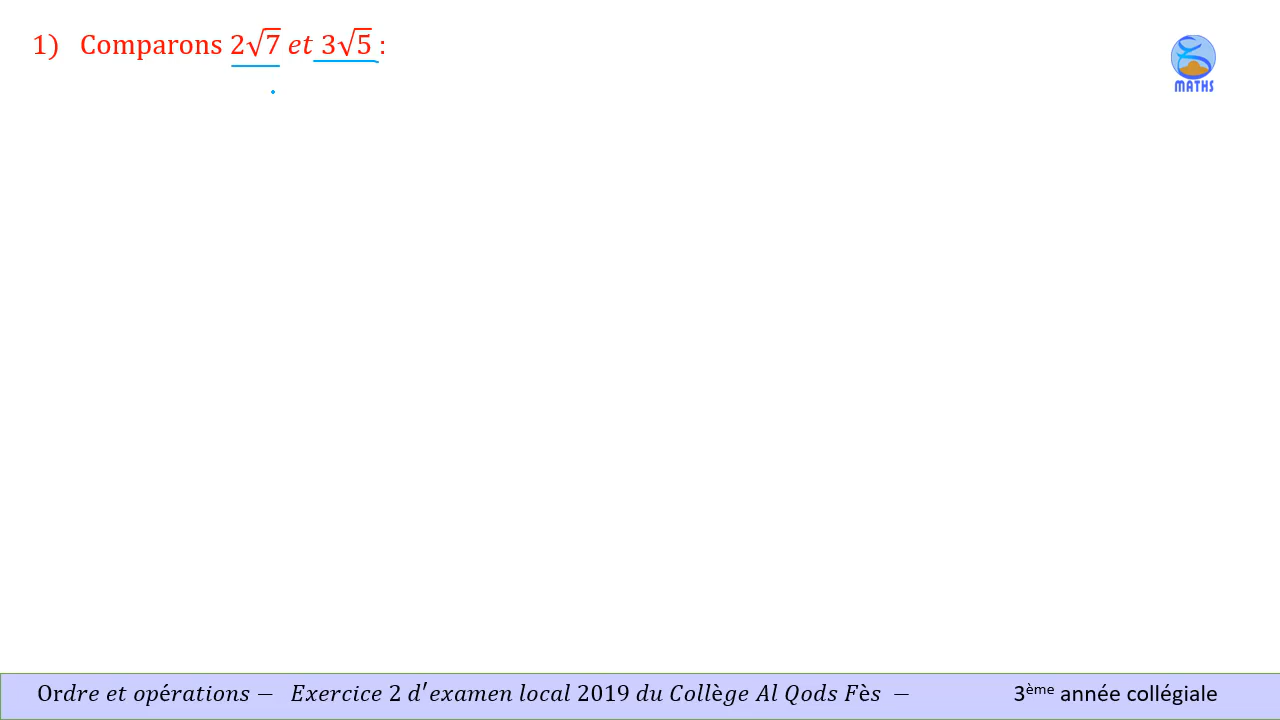 1) Comparons 2√7 et 3√5 :
MATHS
Ordre et opérations − Exercice 2 d′examen local 2019 du Collège Al Qods Fès − 3ème année collégiale